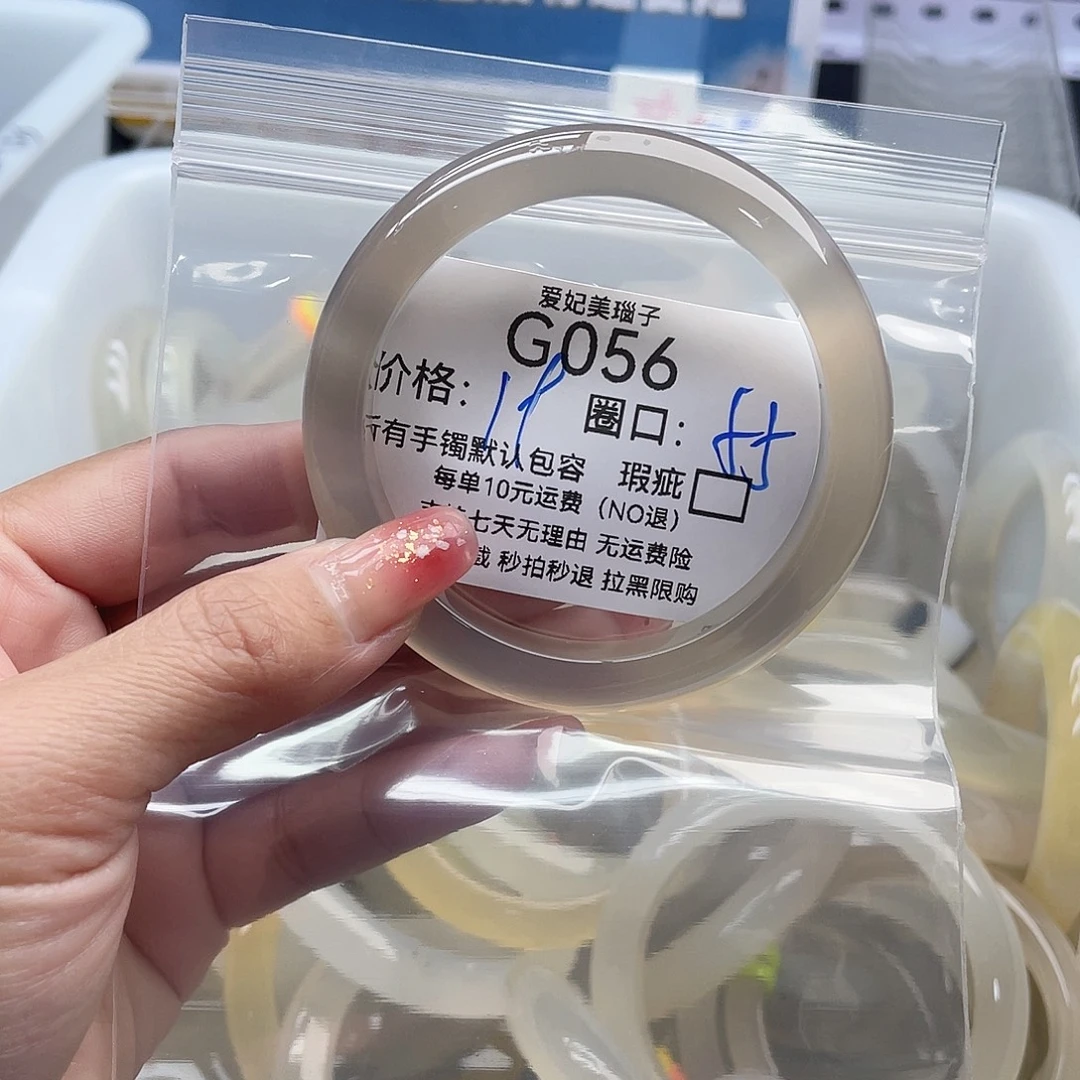 爱妃美瑙子
G056
价格: 19 圈口: 55
所有手镯默认包容 瑕疵
每单10元运费 (NO退)
七天无理由 无运费险
秒拍秒退 拉黑限购